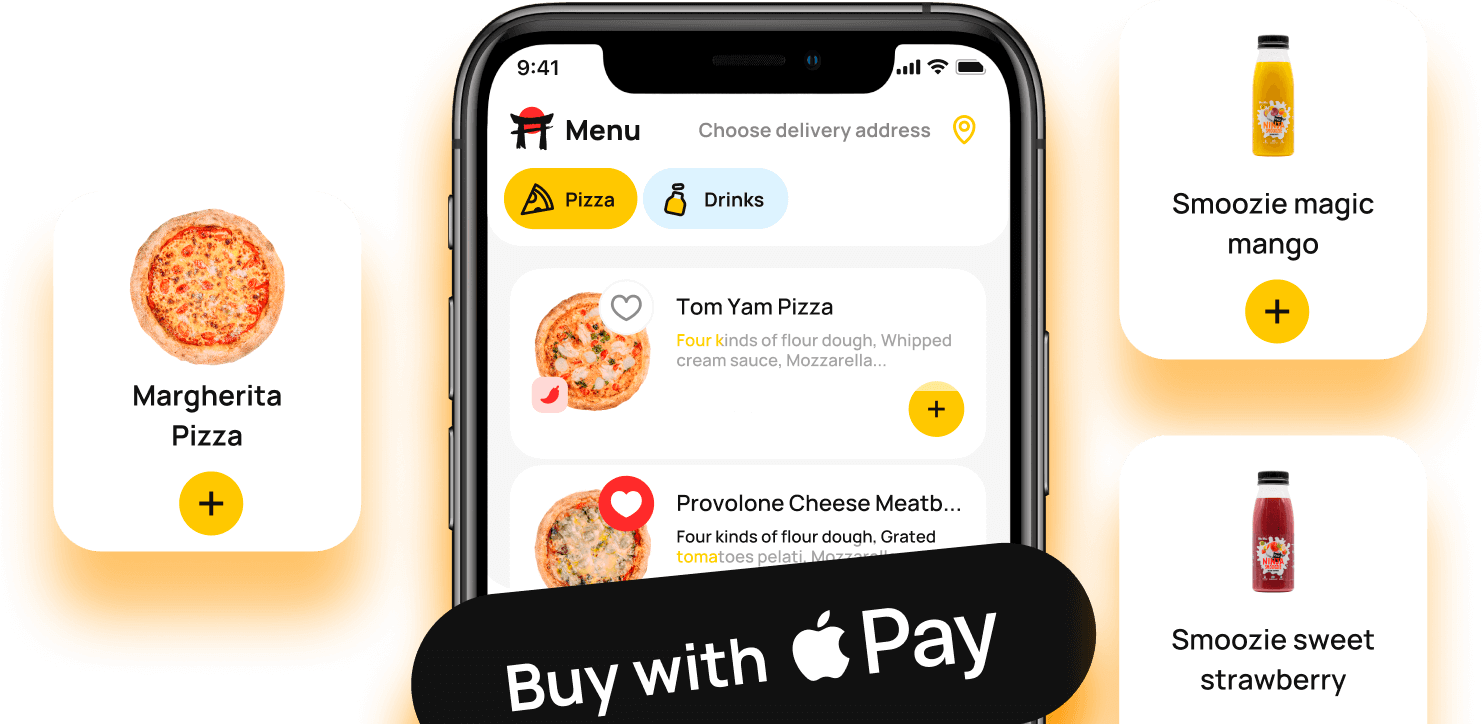 9:41
Menu
Choose delivery address
Pizza
Drinks
Margherita
Pizza
Tom Yam Pizza
Four kinds of flour dough, Whipped
cream sauce, Mozzarella...
Provolone Cheese Meatb...
Four kinds of flour dough, Grated
tomatoes pelati, Mozzarell
Buy with Pay
Smoozie magic
mango
Smoozie sweet
strawberry